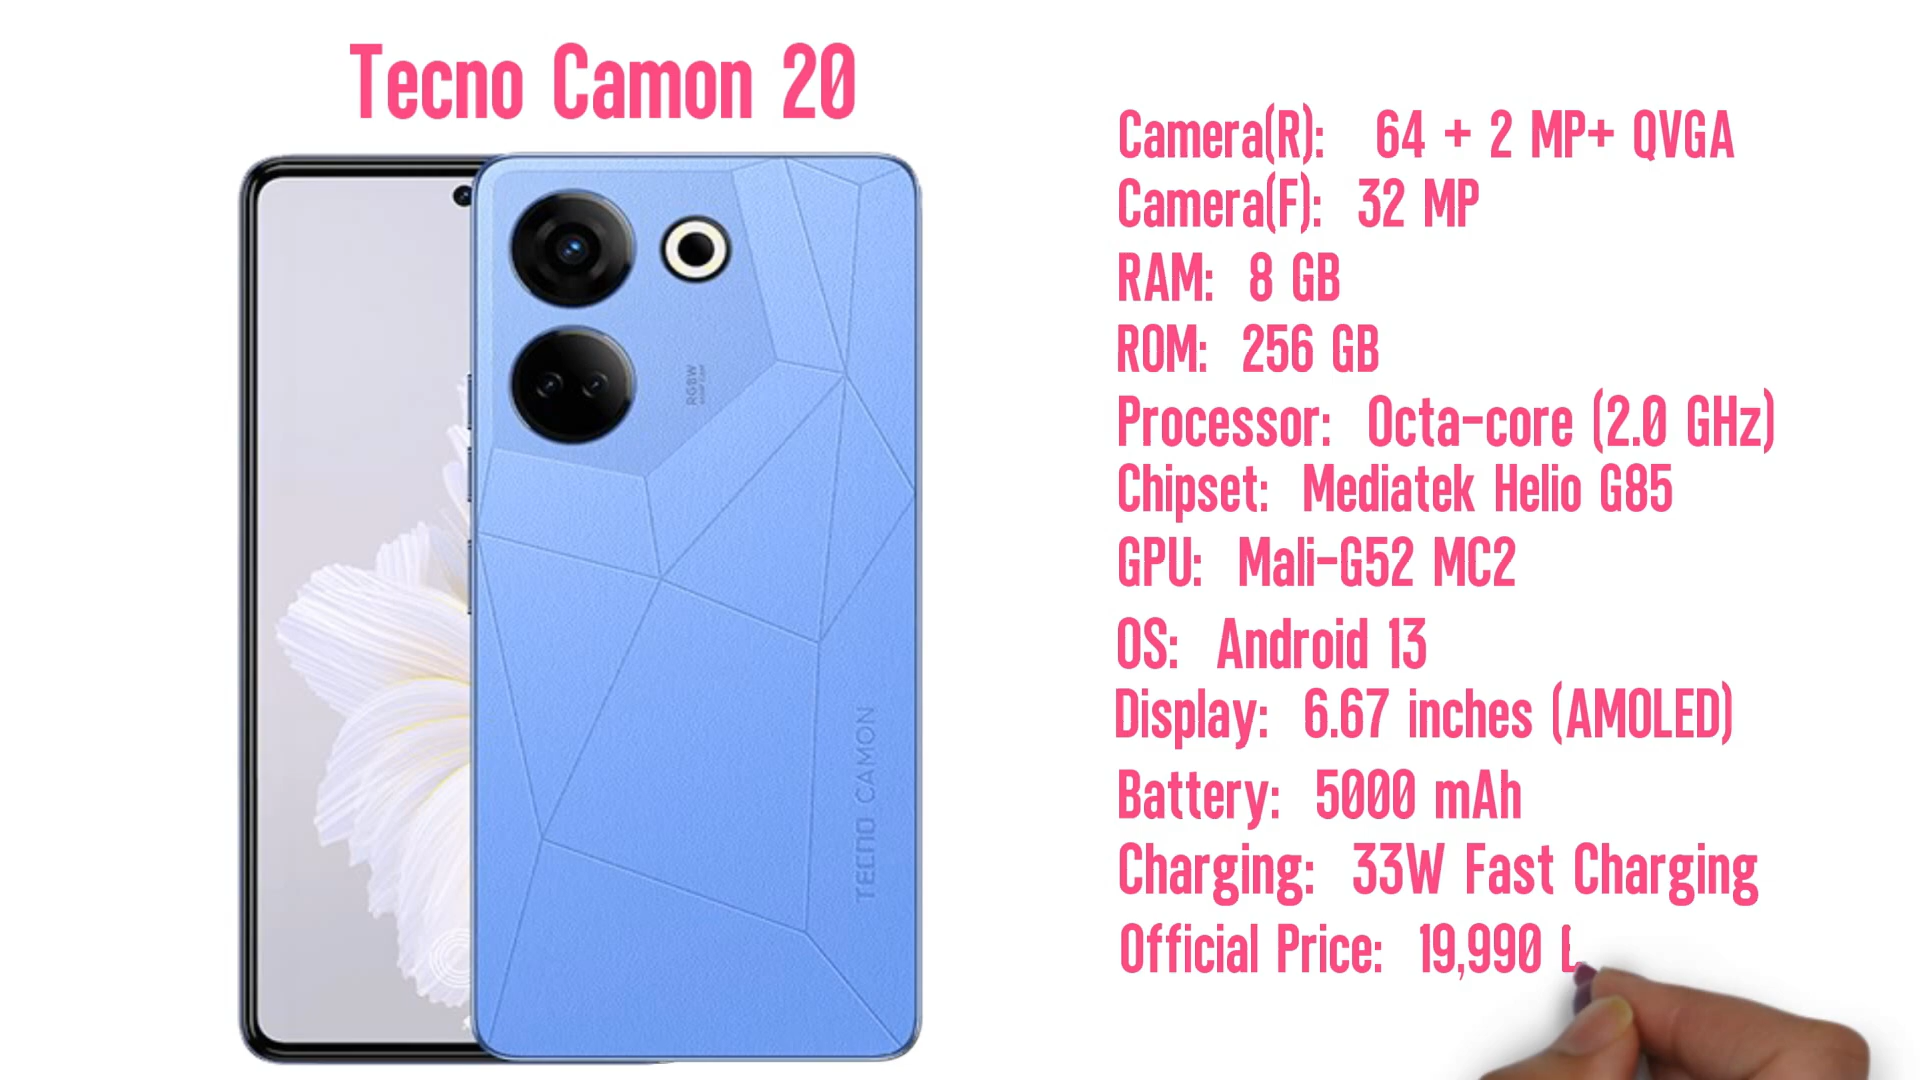 Tecno Camon 20
Camera(R): 64 + 2 MP+ QVGA
Camera(F): 32 MP
RAM: 8 GB
ROM: 256 GB
Processor: Octa-core (2.0 GHz)
Chipset: Mediatek Helio G85
GPU: Mali-G52 MC2
OS: Android 13
Display: 6.67 inches (AMOLED)
Battery: 5000 mAh
Charging: 33W Fast Charging
Official Price: 19,990
RGBW
TECNO CAMON